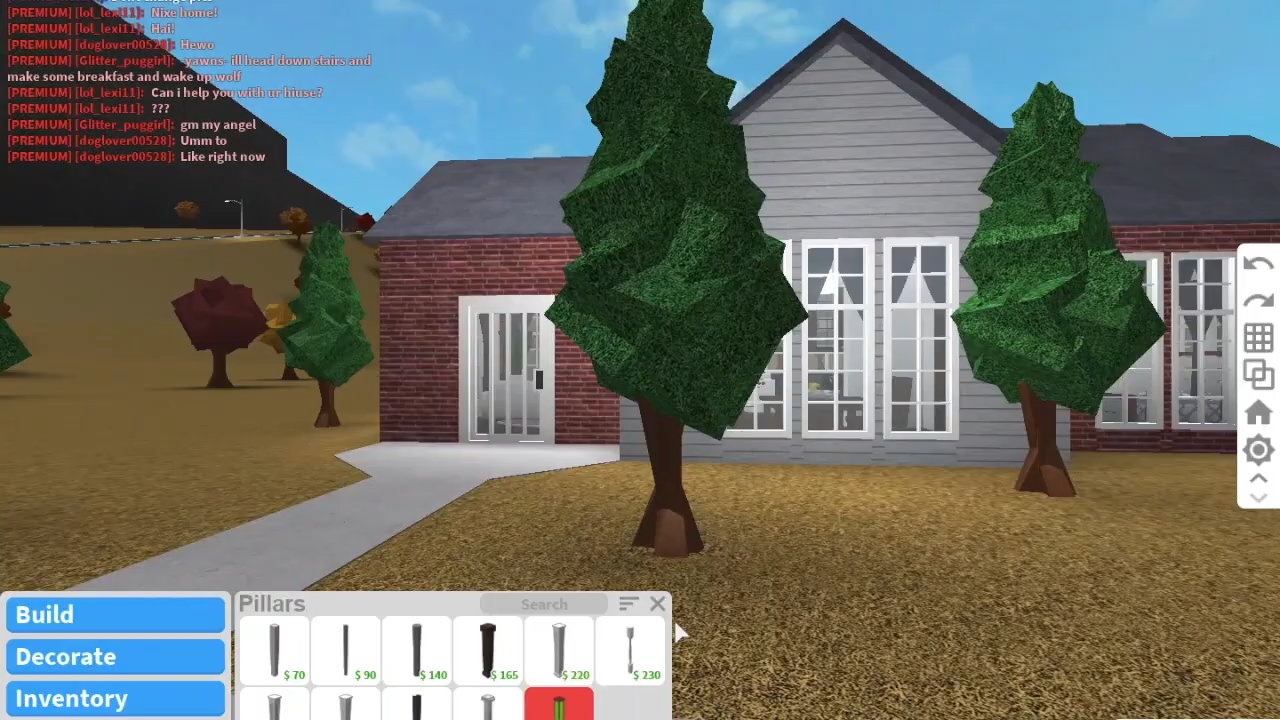 [PREMIUM] [lol_lexi11]: Nixe home!
[PREMIUM] [lol_lexi11]: Hai!
[PREMIUM] [doglover00528]: Hewo
[PREMIUM] [Glitter_puggirl]: -yawns- ill head down stairs and
make some breakfast and wake up wolf
[PREMIUM] [lol_lexi11]: Can i help you with ur hiuse?
[PREMIUM] [lol_lexi11]: ???
[PREMIUM] [Glitter_puggirl]: gm my angel
[PREMIUM] [doglover00528]: Umm to
[PREMIUM] [doglover00528]: Like right now
Build
Decorate
Inventory
Pillars
Search
$ 70 $ 90 $ 140 $ 165 $ 220 $ 230